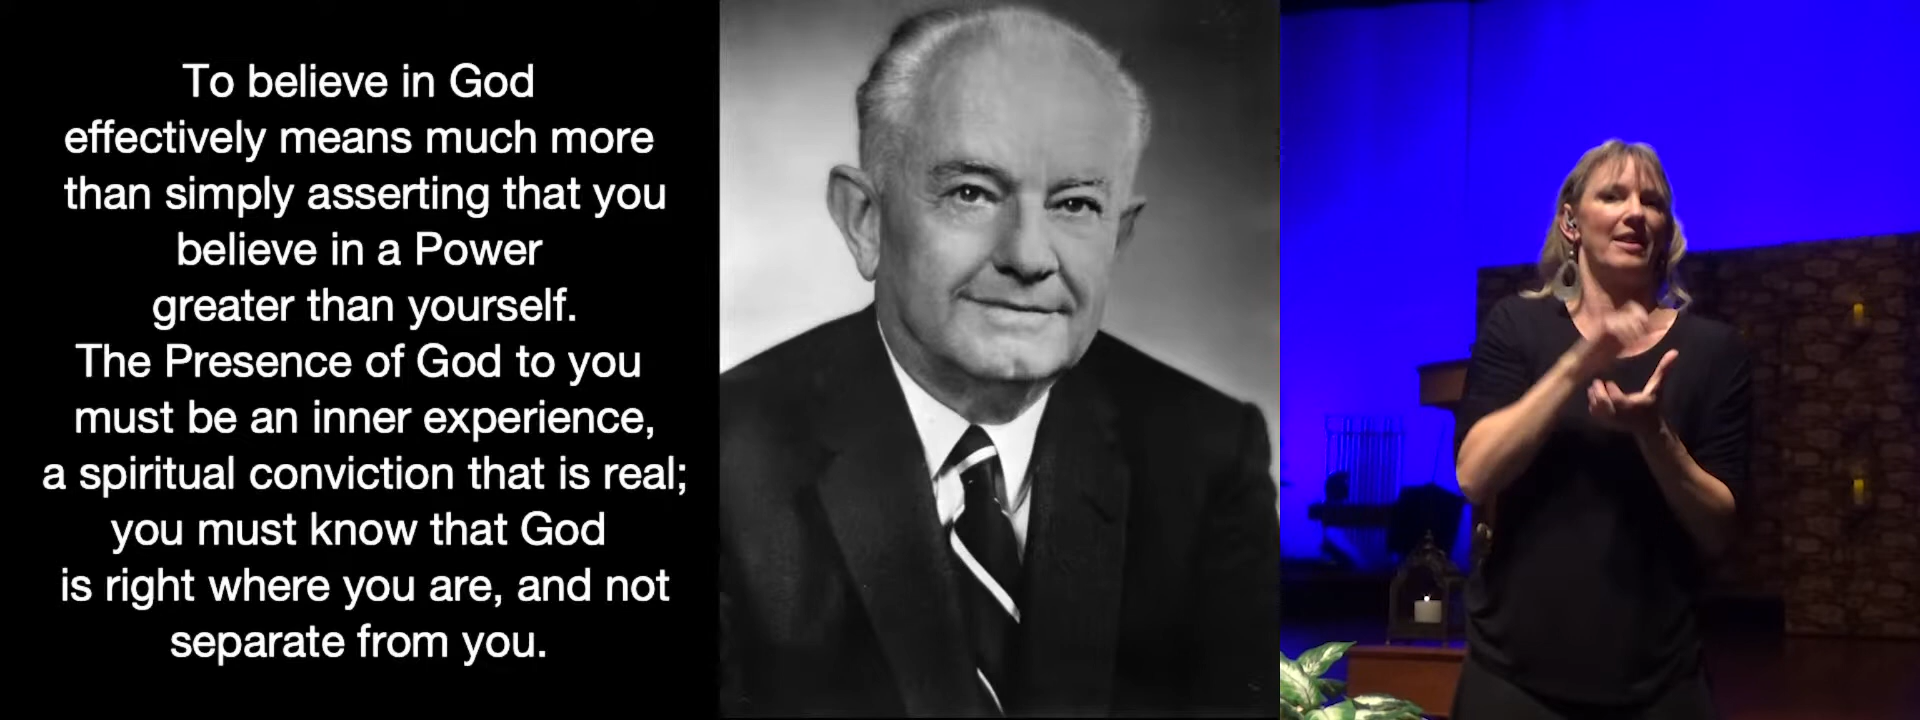 To believe in God
effectively means much more
than simply asserting that you
believe in a Power
greater than yourself.
The Presence of God to you
must be an inner experience,
a spiritual conviction that is real;
you must know that God
is right where you are, and not
separate from you.